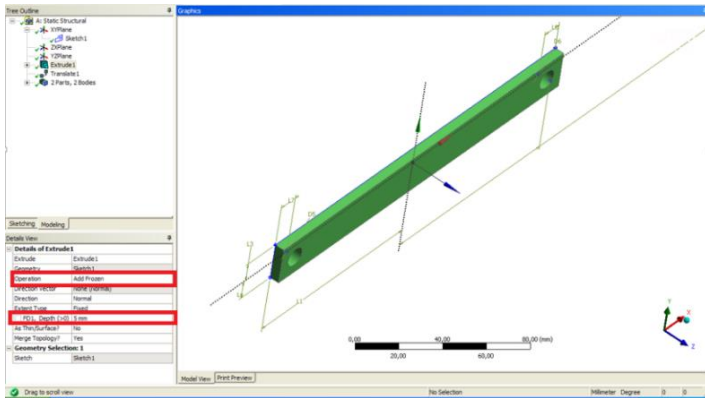 Tree Outline
A: Static Structural
XYPlane
Sketch1
ZXPlane
YZPlane
Extrude1
Translate1
2 Parts, 2 Bodies
Sketching Modeling
Details View
Details of Extrude1
Extrude Extrude1
Geometry Sketch1
Operation Add Frozen
Direction Vector None (Normal)
Direction Normal
Extent Type Fixed
FD1, Depth (>0) 5 mm
As Thin/Surface? No
Merge Topology? Yes
Geometry Selection: 1
Sketch Sketch1
Graphics
L7
L3
L1
0,00 40,00 80,00 (mm)
20,00 60,00
Y
X
Z
Model View Print Preview
Drag to scroll view No Selection Millimeter Degree 0 0